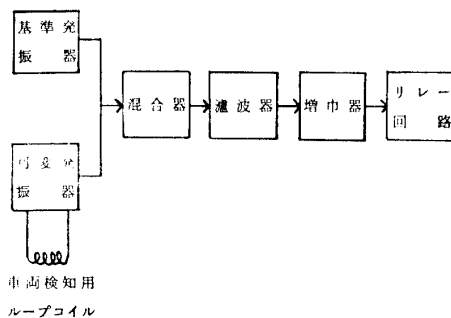 基準発
振器
混合器
濾波器
増巾器
リレー
回路
可変発
振器
車両検知用
ループコイル